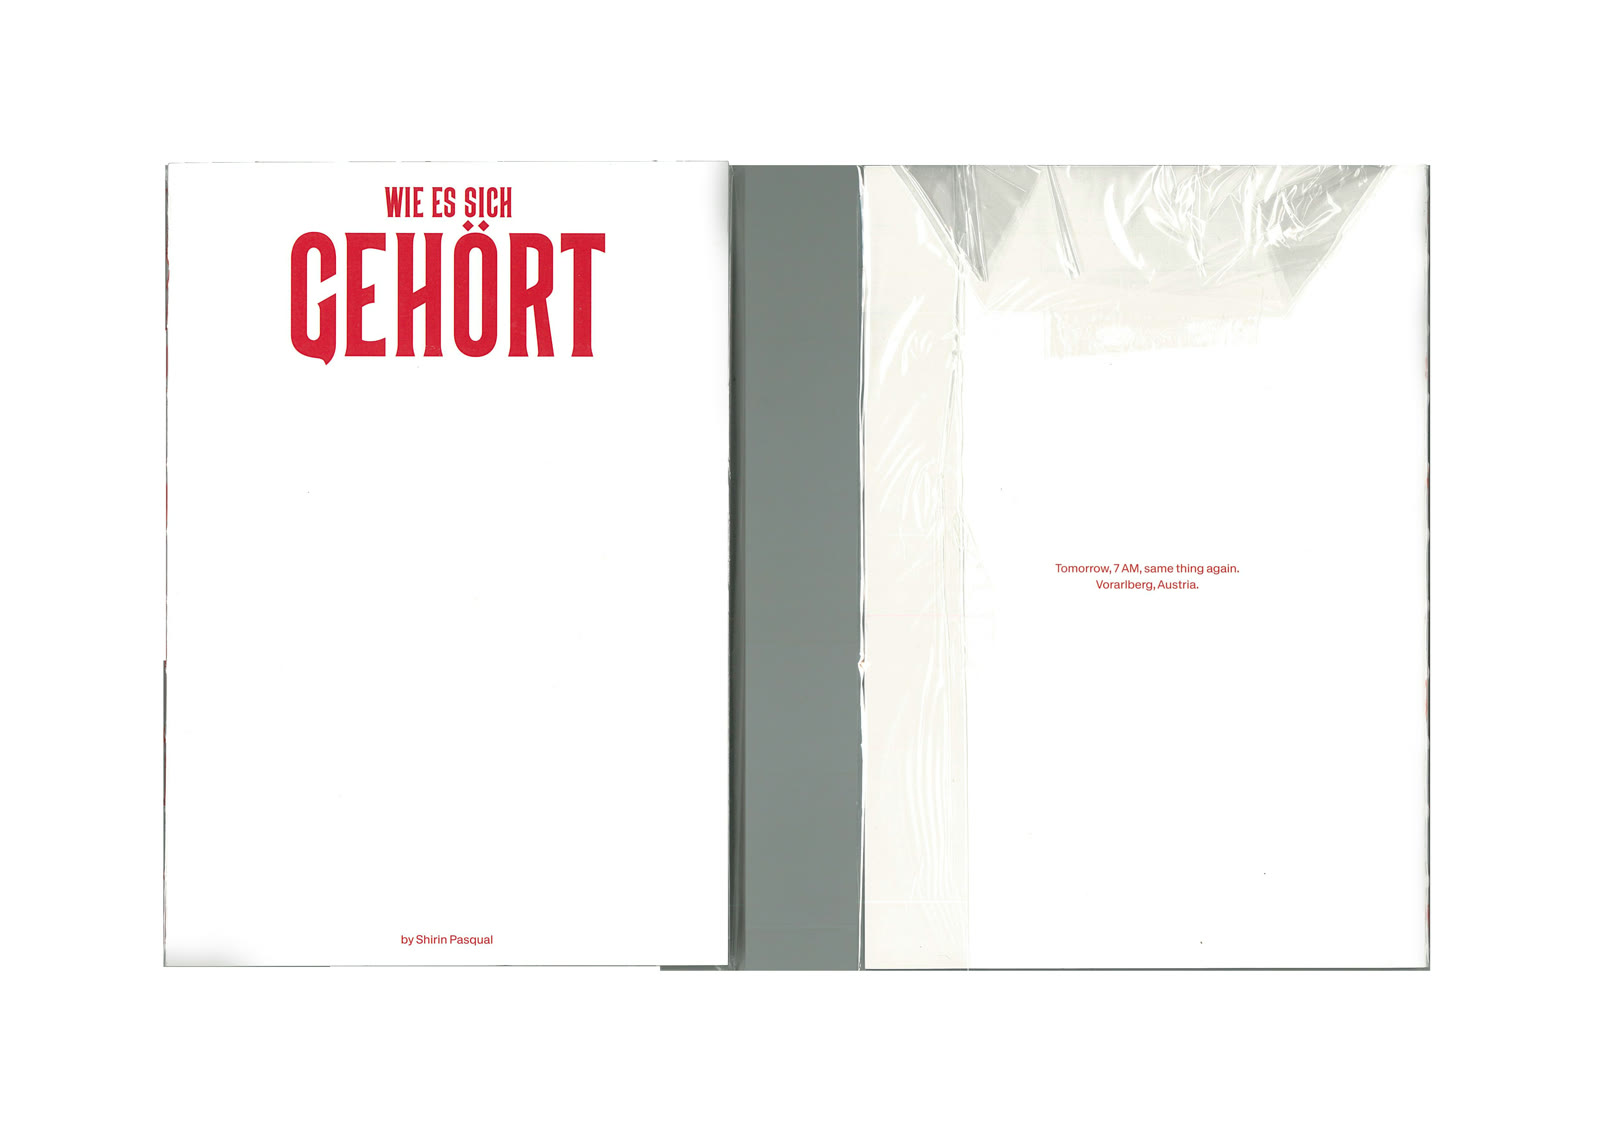 WIE ES SICH
GEHÖRT
by Shirin Pasqual
Tomorrow, 7 AM, same thing again.
Vorarlberg, Austria.